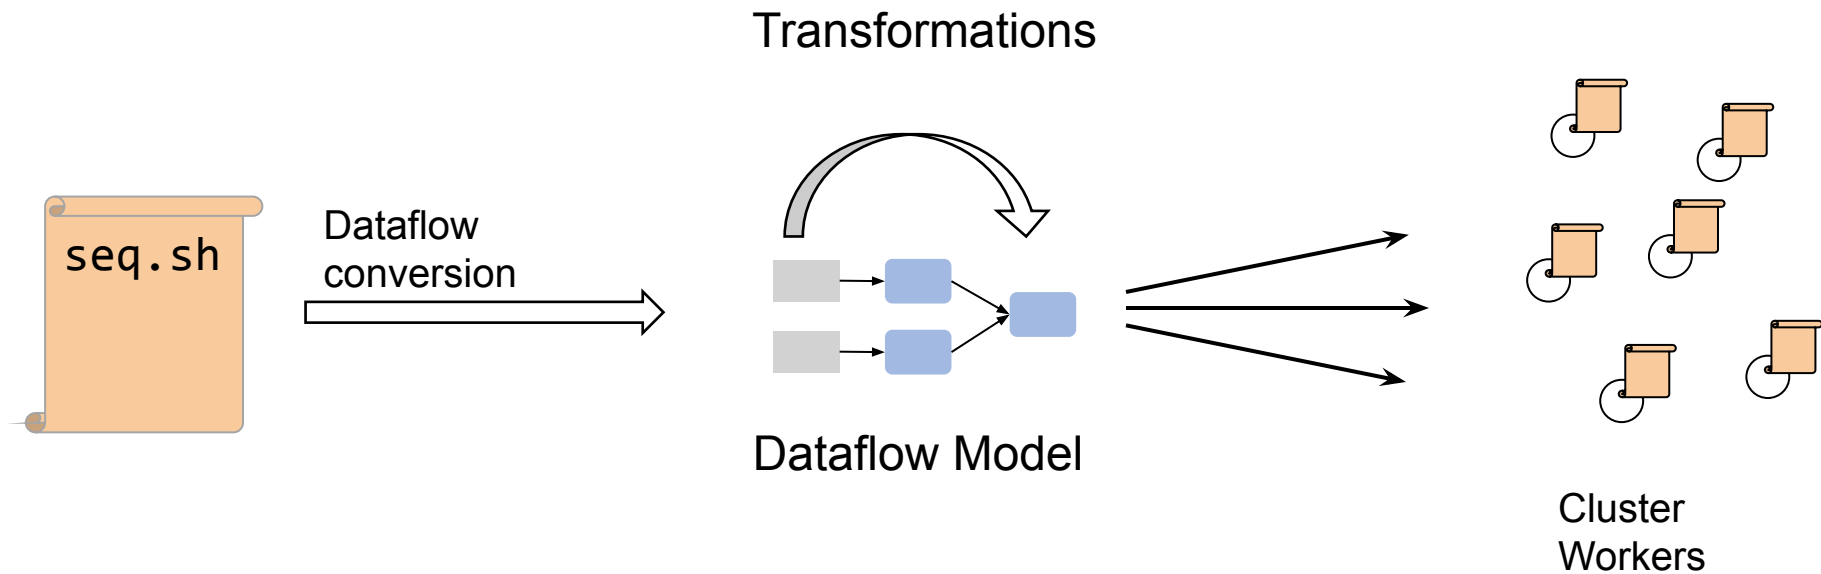 Transformations
seq.sh
Dataflow
conversion
Dataflow Model
Cluster
Workers